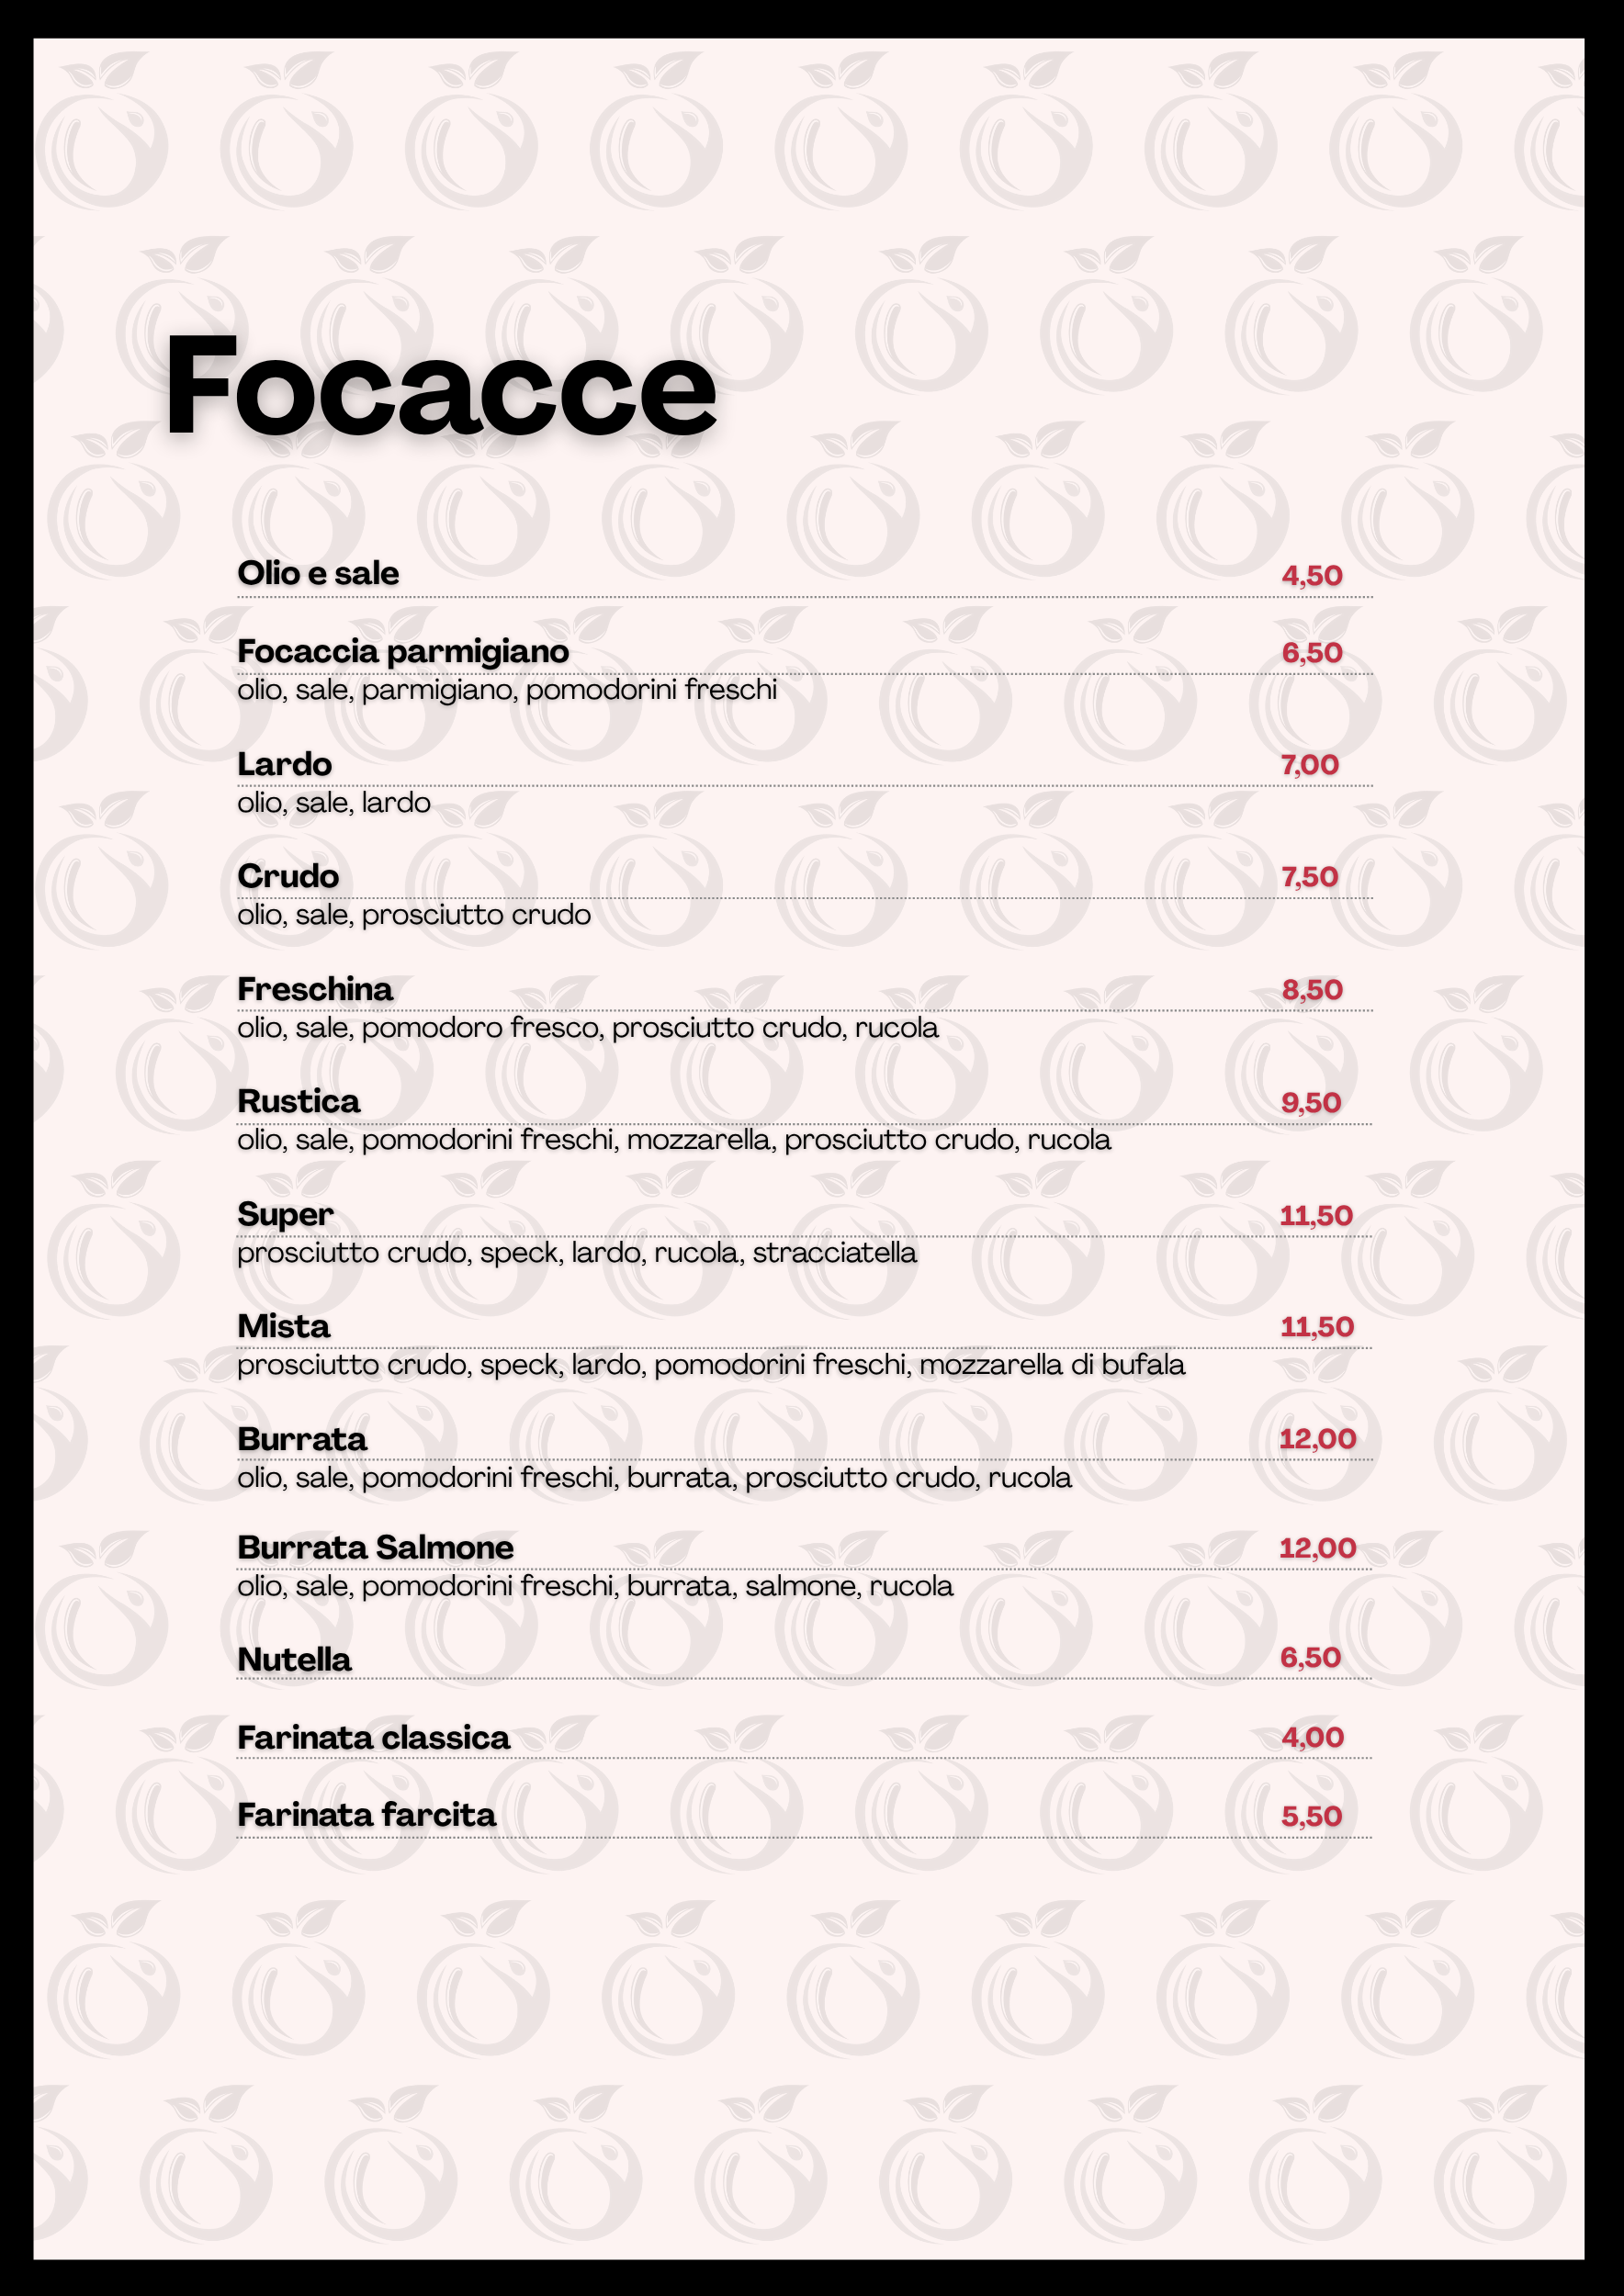 Focacce
Olio e sale 4,50
Focaccia parmigiano 6,50
olio, sale, parmigiano, pomodorini freschi
Lardo 7,00
olio, sale, lardo
Crudo 7,50
olio, sale, prosciutto crudo
Freschina 8,50
olio, sale, pomodoro fresco, prosciutto crudo, rucola
Rustica 9,50
olio, sale, pomodorini freschi, mozzarella, prosciutto crudo, rucola
Super 11,50
prosciutto crudo, speck, lardo, rucola, stracciatella
Mista 11,50
prosciutto crudo, speck, lardo, pomodorini freschi, mozzarella di bufala
Burrata 12,00
olio, sale, pomodorini freschi, burrata, prosciutto crudo, rucola
Burrata Salmone 12,00
olio, sale, pomodorini freschi, burrata, salmone, rucola
Nutella 6,50
Farinata classica 4,00
Farinata farcita 5,50